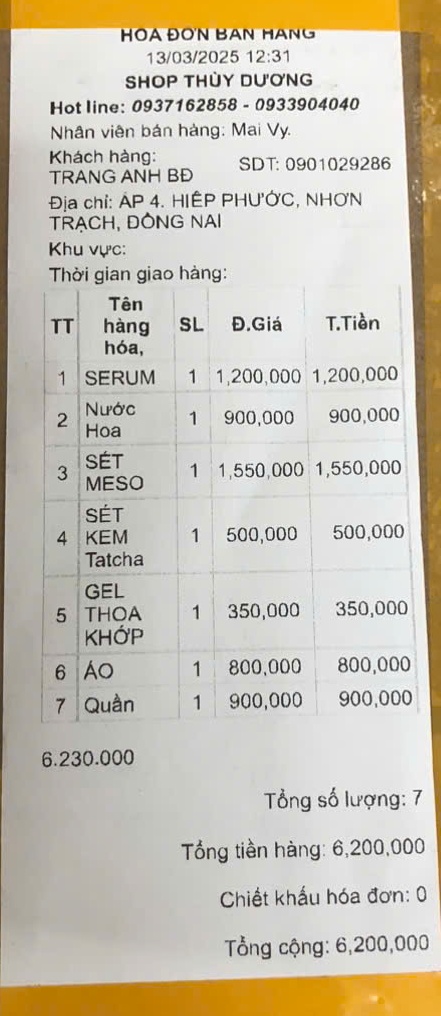 HÓA ĐƠN BÁN HÀNG
13/03/2025 12:31
SHOP THÙY DƯƠNG
Hot line: 0937162858 - 0933904040
Nhân viên bán hàng: Mai Vy.
Khách hàng: SDT: 0901029286
TRANG ANH BĐ
Địa chỉ: ẤP 4. HIỆP PHƯỚC, NHƠN
TRẠCH, ĐỒNG NAI
Khu vực:
Thời gian giao hàng:
TT Tên hàng hóa, SL Đ.Giá T.Tiền
1 SERUM 1 1,200,000 1,200,000
2 Nước Hoa 1 900,000 900,000
3 SÉT MESO 1 1,550,000 1,550,000
4 SÉT KEM Tatcha 1 500,000 500,000
5 GEL THOA KHỚP 1 350,000 350,000
6 ÁO 1 800,000 800,000
7 Quần 1 900,000 900,000
6.230.000
Tổng số lượng: 7
Tổng tiền hàng: 6,200,000
Chiết khấu hóa đơn: 0
Tổng cộng: 6,200,000